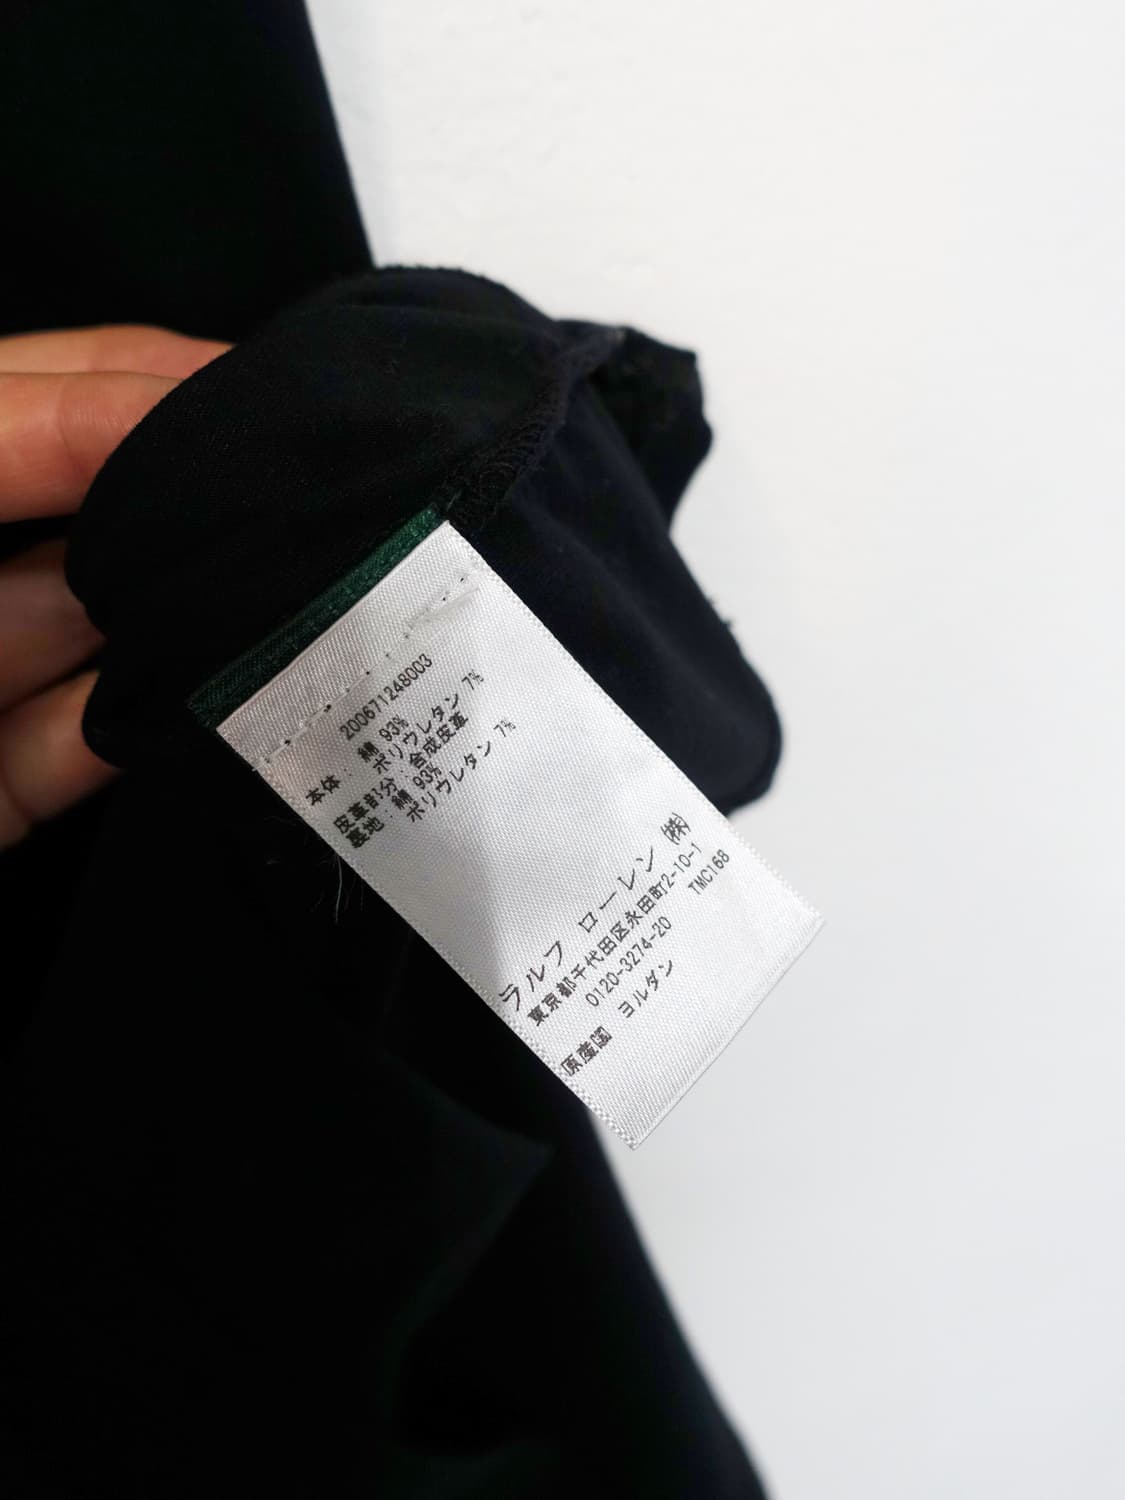 200671248003
本体: 綿 93%
ポリウレタン 7%
皮革部分: 合成皮革
裏地: 綿 93%
ポリウレタン 7%
ラルフ ローレン (株)
東京都千代田区永田町2-10-1
0120-3274-20 TMC168
原産国 ヨルダン